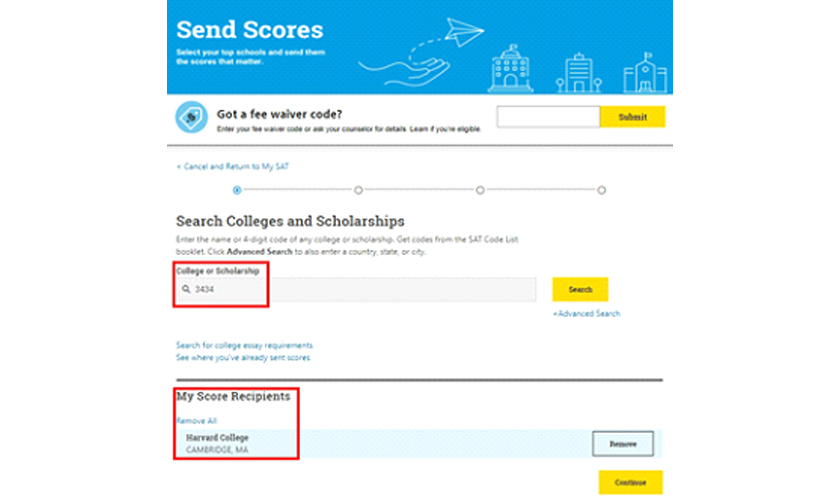 Send Scores
Select your top schools and send them
the scores that matter.
Got a fee waiver code?
Enter your fee waiver code or ask your counselor for details. Learn if you're eligible.
Submit
< Cancel and Return to My SAT
Search Colleges and Scholarships
Enter the name or 4-digit code of any college or scholarship. Get codes from the SAT Code List
booklet. Click Advanced Search to also enter a country, state, or city.
College or Scholarship
3434
Search
+Advanced Search
Search for college essay requirements
See where you've already sent scores
My Score Recipients
Remove All
Harvard College
CAMBRIDGE, MA
Remove
Continue